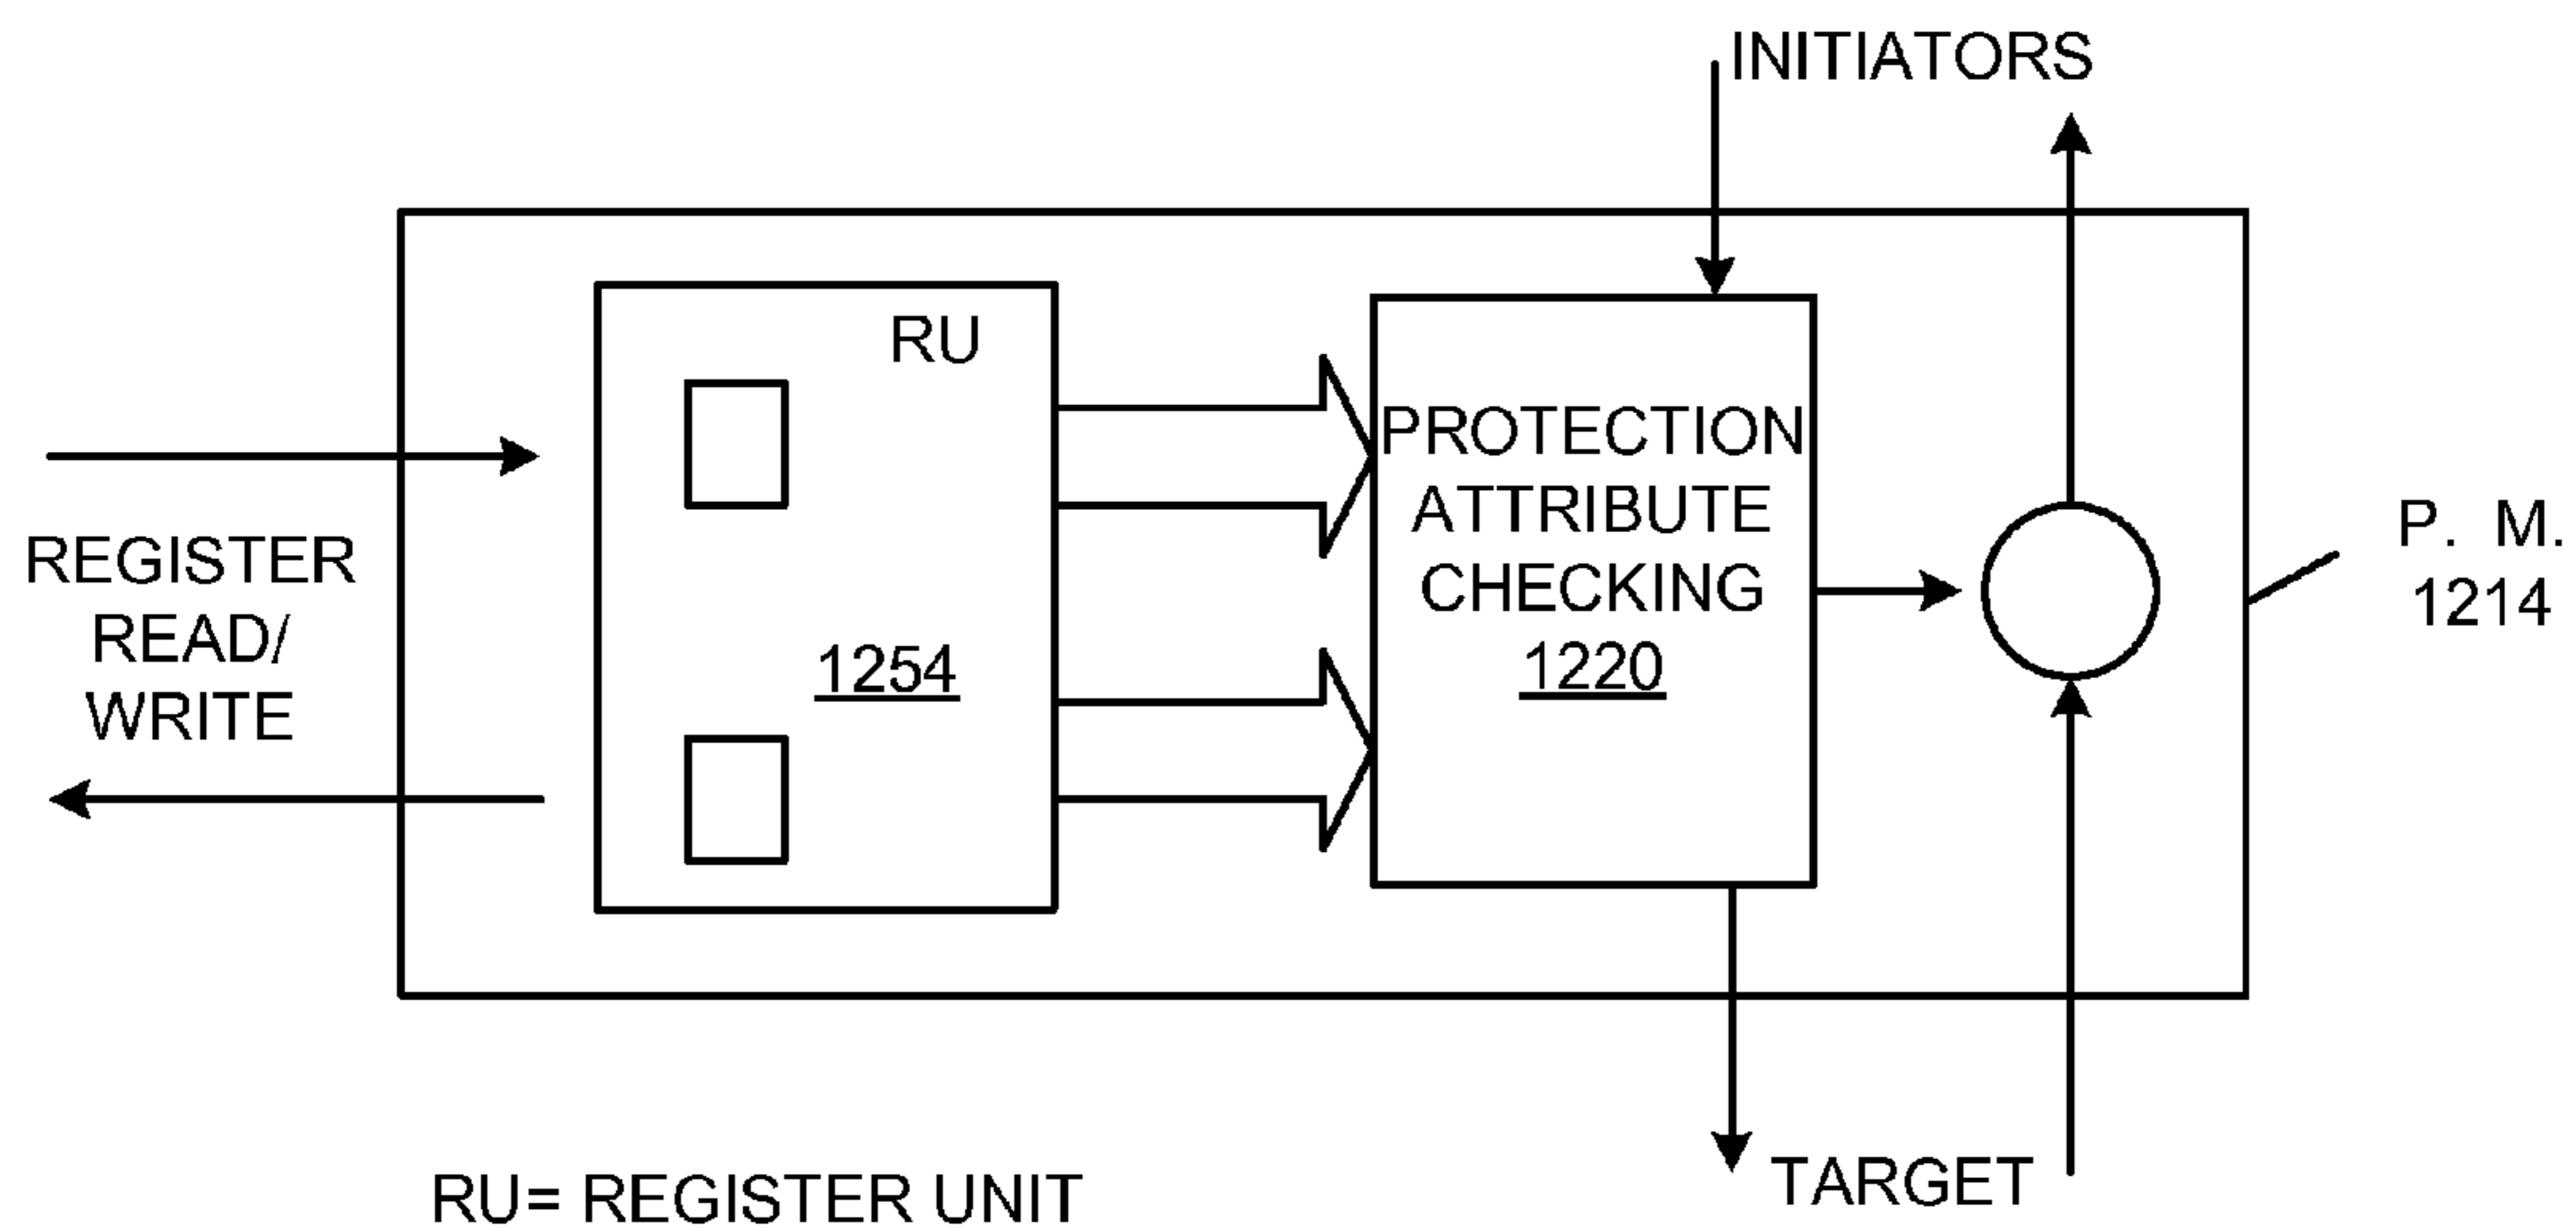 INITIATORS
RU
1254
PROTECTION
ATTRIBUTE
CHECKING
1220
REGISTER
READ/
WRITE
P. M.
1214
TARGET
RU= REGISTER UNIT